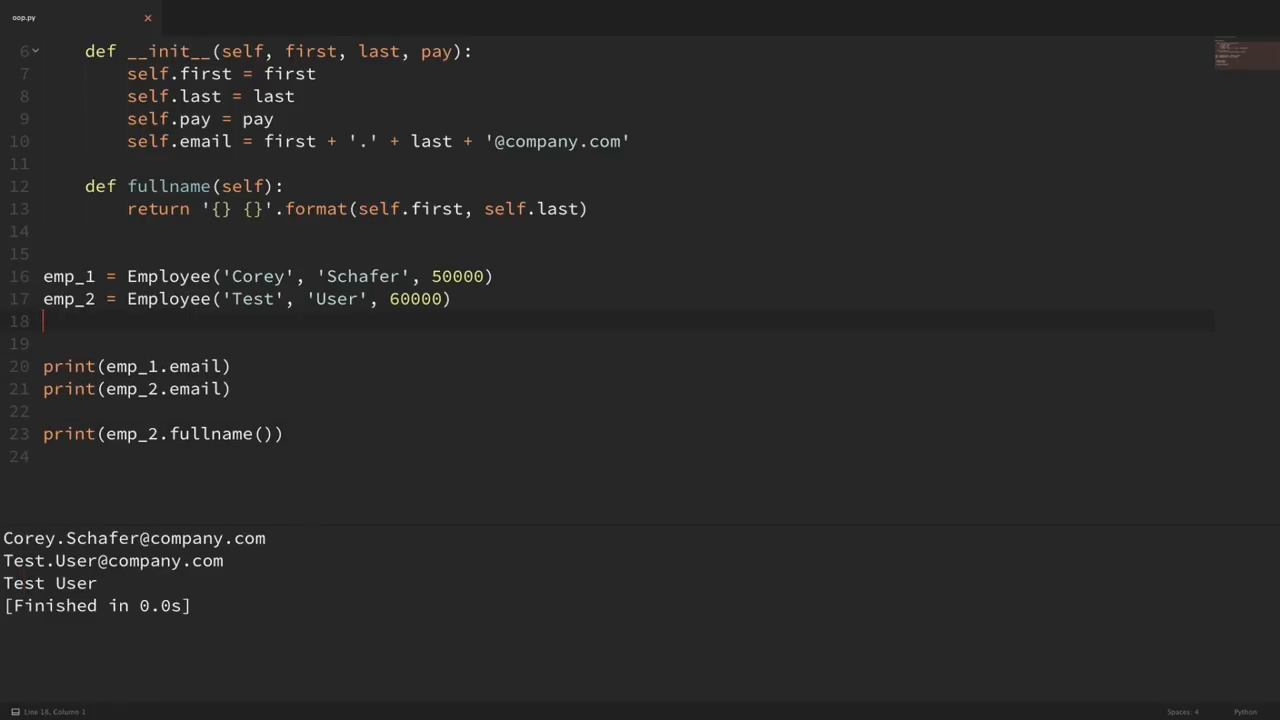 oop.py ×
6 def __init__(self, first, last, pay):
7 self.first = first
8 self.last = last
9 self.pay = pay
10 self.email = first + '.' + last + '@company.com'
11
12 def fullname(self):
13 return '{} {}'.format(self.first, self.last)
14
15
16 emp_1 = Employee('Corey', 'Schafer', 50000)
17 emp_2 = Employee('Test', 'User', 60000)
18
19
20 print(emp_1.email)
21 print(emp_2.email)
22
23 print(emp_2.fullname())
24
Corey.Schafer@company.com
Test.User@company.com
Test User
[Finished in 0.0s]
Line 18, Column 1 Spaces: 4 Python